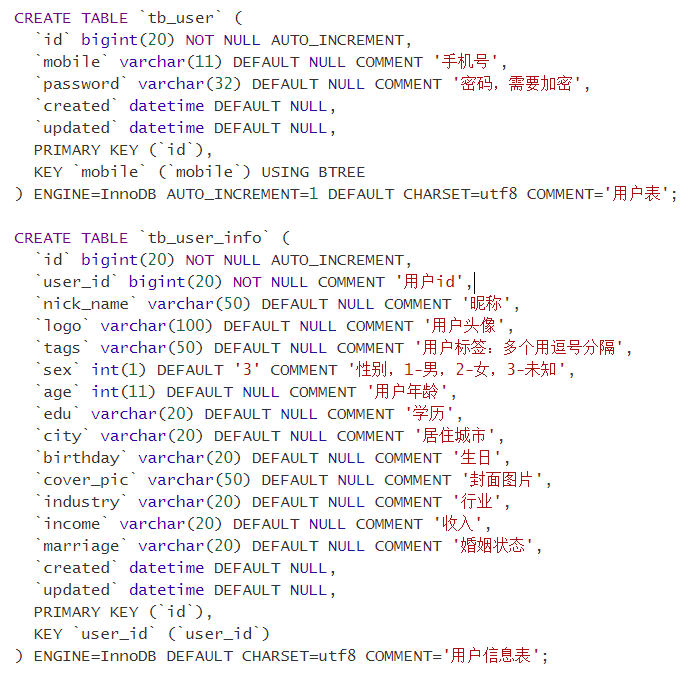 CREATE TABLE `tb_user` (
  `id` bigint(20) NOT NULL AUTO_INCREMENT,
  `mobile` varchar(11) DEFAULT NULL COMMENT '手机号',
  `password` varchar(32) DEFAULT NULL COMMENT '密码，需要加密',
  `created` datetime DEFAULT NULL,
  `updated` datetime DEFAULT NULL,
  PRIMARY KEY (`id`),
  KEY `mobile` (`mobile`) USING BTREE
) ENGINE=InnoDB AUTO_INCREMENT=1 DEFAULT CHARSET=utf8 COMMENT='用户表';

CREATE TABLE `tb_user_info` (
  `id` bigint(20) NOT NULL AUTO_INCREMENT,
  `user_id` bigint(20) NOT NULL COMMENT '用户id',
  `nick_name` varchar(50) DEFAULT NULL COMMENT '昵称',
  `logo` varchar(100) DEFAULT NULL COMMENT '用户头像',
  `tags` varchar(50) DEFAULT NULL COMMENT '用户标签：多个用逗号分隔',
  `sex` int(1) DEFAULT '3' COMMENT '性别，1-男，2-女，3-未知',
  `age` int(11) DEFAULT NULL COMMENT '用户年龄',
  `edu` varchar(20) DEFAULT NULL COMMENT '学历',
  `city` varchar(20) DEFAULT NULL COMMENT '居住城市',
  `birthday` varchar(20) DEFAULT NULL COMMENT '生日',
  `cover_pic` varchar(50) DEFAULT NULL COMMENT '封面图片',
  `industry` varchar(20) DEFAULT NULL COMMENT '行业',
  `income` varchar(20) DEFAULT NULL COMMENT '收入',
  `marriage` varchar(20) DEFAULT NULL COMMENT '婚姻状态',
  `created` datetime DEFAULT NULL,
  `updated` datetime DEFAULT NULL,
  PRIMARY KEY (`id`),
  KEY `user_id` (`user_id`)
) ENGINE=InnoDB DEFAULT CHARSET=utf8 COMMENT='用户信息表';